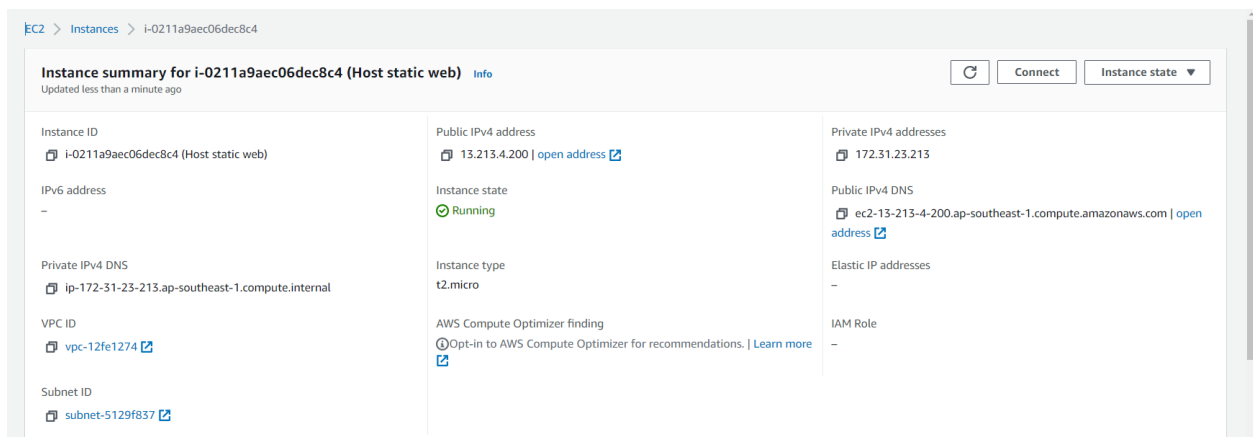 EC2 > Instances > i-0211a9aec06dec8c4
Instance summary for i-0211a9aec06dec8c4 (Host static web) Info
Updated less than a minute ago
Connect
Instance state
Instance ID
i-0211a9aec06dec8c4 (Host static web)
Public IPv4 address
13.213.4.200 | open address
Private IPv4 addresses
172.31.23.213
IPv6 address
–
Instance state
Running
Public IPv4 DNS
ec2-13-213-4-200.ap-southeast-1.compute.amazonaws.com | open
address
Private IPv4 DNS
ip-172-31-23-213.ap-southeast-1.compute.internal
Instance type
t2.micro
Elastic IP addresses
–
VPC ID
vpc-12fe1274
AWS Compute Optimizer finding
Opt-in to AWS Compute Optimizer for recommendations. | Learn more
IAM Role
–
Subnet ID
subnet-5129f837